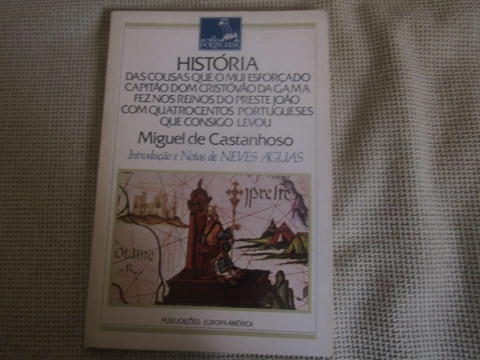 HISTÓRIA
DAS COUSAS QUE O MUI ESFORÇADO
CAPITÃO DOM CRISTÓVÃO DA GAMA
FEZ NOS REINOS DO PRESTE JOÃO
COM QUATROCENTOS PORTUGUESES
QUE CONSIGO LEVOU
Miguel de Castanhoso
Introdução e Notas de NEVES ÁGUAS
preste
PUBLICAÇÕES EUROPA-AMÉRICA